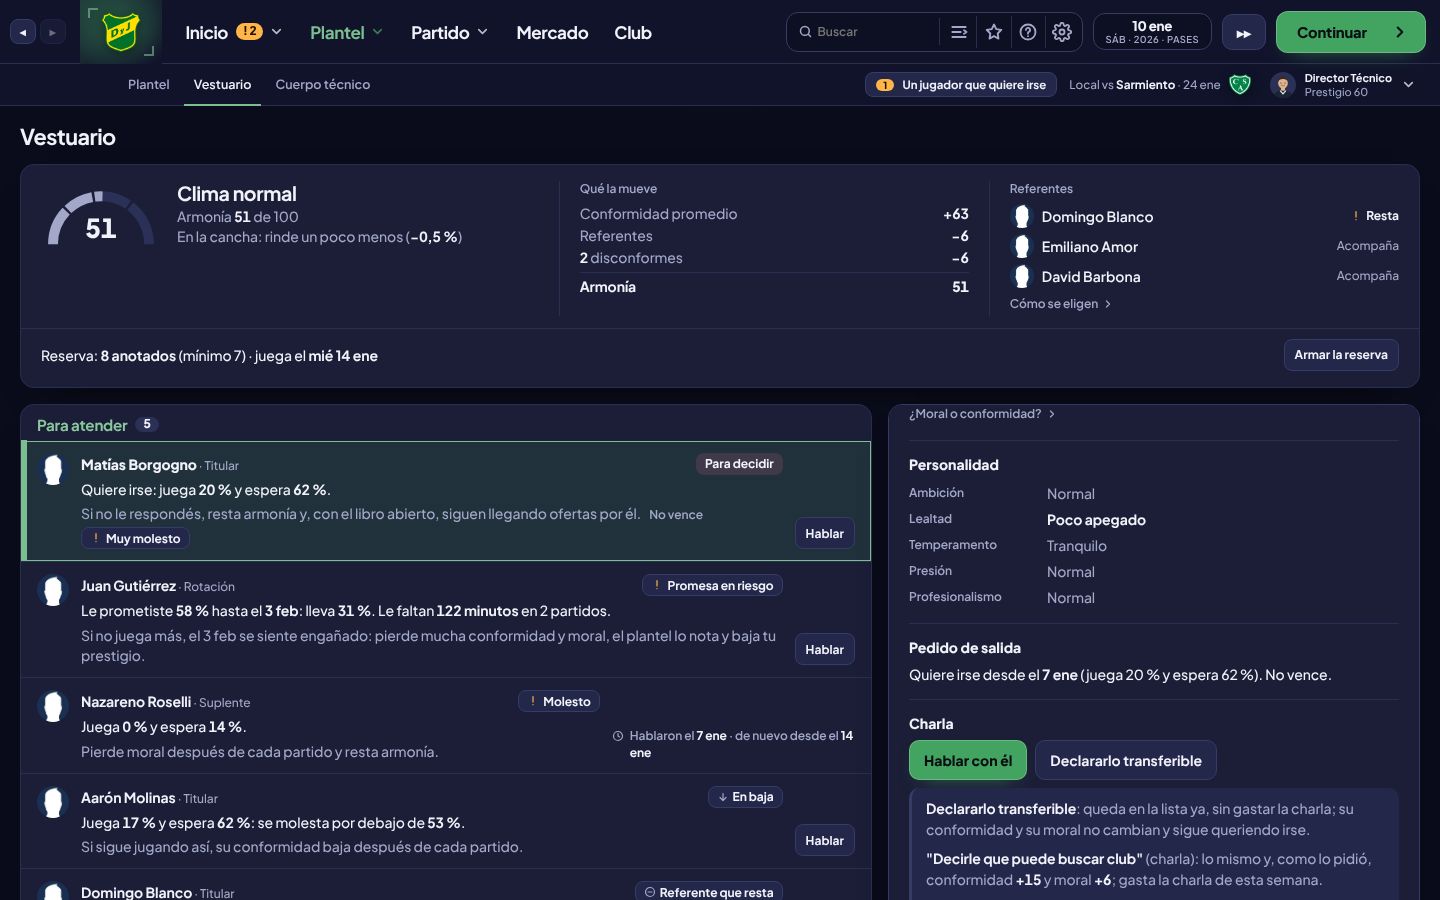 Inicio
! 2
Plantel
Partido
Mercado
Club
Buscar
10 ene
SÁB · 2026 · PASES
Continuar
Plantel
Vestuario
Cuerpo técnico
1 Un jugador que quiere irse
Local vs Sarmiento · 24 ene
Director Técnico
Prestigio 60
Vestuario
51
Clima normal
Armonía 51 de 100
En la cancha: rinde un poco menos (−0,5 %)
Qué la mueve
Conformidad promedio +63
Referentes −6
2 disconformes −6
Armonía 51
Referentes
Domingo Blanco ! Resta
Emiliano Amor Acompaña
David Barbona Acompaña
Cómo se eligen
Reserva: 8 anotados (mínimo 7) · juega el mié 14 ene
Armar la reserva
Para atender 5
Matías Borgogno · Titular
Para decidir
Quiere irse: juega 20 % y espera 62 %.
Si no le respondés, resta armonía y, con el libro abierto, siguen llegando ofertas por él. No vence
! Muy molesto
Hablar
Juan Gutiérrez · Rotación
! Promesa en riesgo
Le prometiste 58 % hasta el 3 feb: lleva 31 %. Le faltan 122 minutos en 2 partidos.
Si no juega más, el 3 feb se siente engañado: pierde mucha conformidad y moral, el plantel lo nota y baja tu
prestigio.
Hablar
Nazareno Roselli · Suplente
! Molesto
Juega 0 % y espera 14 %.
Pierde moral después de cada partido y resta armonía.
Hablaron el 7 ene · de nuevo desde el 14
ene
Aarón Molinas · Titular
En baja
Juega 17 % y espera 62 %: se molesta por debajo de 53 %.
Si sigue jugando así, su conformidad baja después de cada partido.
Hablar
Domingo Blanco · Titular
Referente que resta
¿Moral o conformidad?
Personalidad
Ambición Normal
Lealtad Poco apegado
Temperamento Tranquilo
Presión Normal
Profesionalismo Normal
Pedido de salida
Quiere irse desde el 7 ene (juega 20 % y espera 62 %). No vence.
Charla
Hablar con él
Declararlo transferible
Declararlo transferible: queda en la lista ya, sin gastar la charla; su
conformidad y su moral no cambian y sigue queriendo irse.
"Decirle que puede buscar club" (charla): lo mismo y, como lo pidió,
conformidad +15 y moral +6; gasta la charla de esta semana.